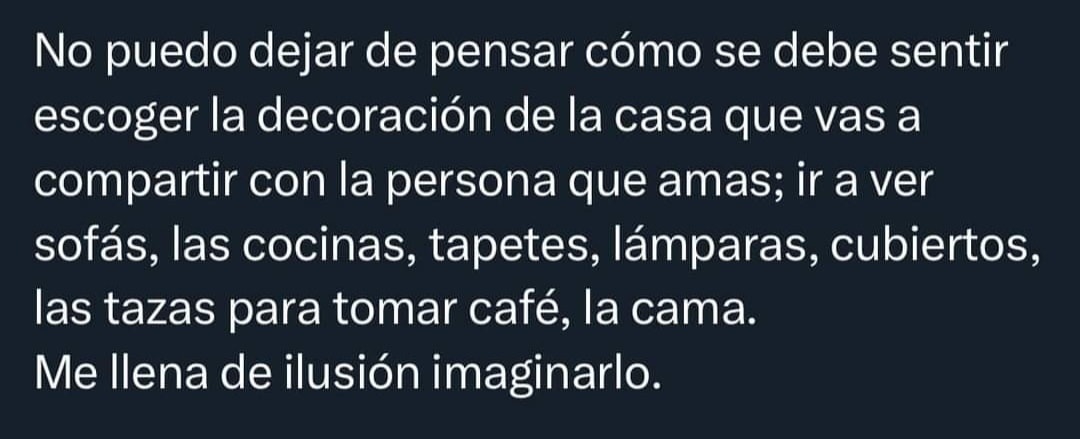 No puedo dejar de pensar cómo se debe sentir
escoger la decoración de la casa que vas a
compartir con la persona que amas; ir a ver
sofás, las cocinas, tapetes, lámparas, cubiertos,
las tazas para tomar café, la cama.
Me llena de ilusión imaginarlo.